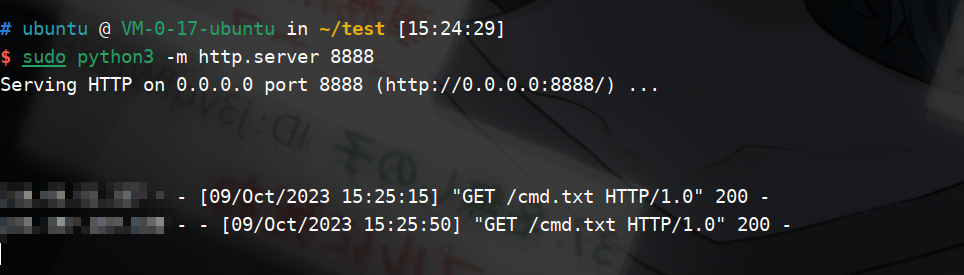 # ubuntu @ VM-0-17-ubuntu in ~/test [15:24:29]
$ sudo python3 -m http.server 8888
Serving HTTP on 0.0.0.0 port 8888 (http://0.0.0.0:8888/) ...
- [09/Oct/2023 15:25:15] "GET /cmd.txt HTTP/1.0" 200 -
- - [09/Oct/2023 15:25:50] "GET /cmd.txt HTTP/1.0" 200 -